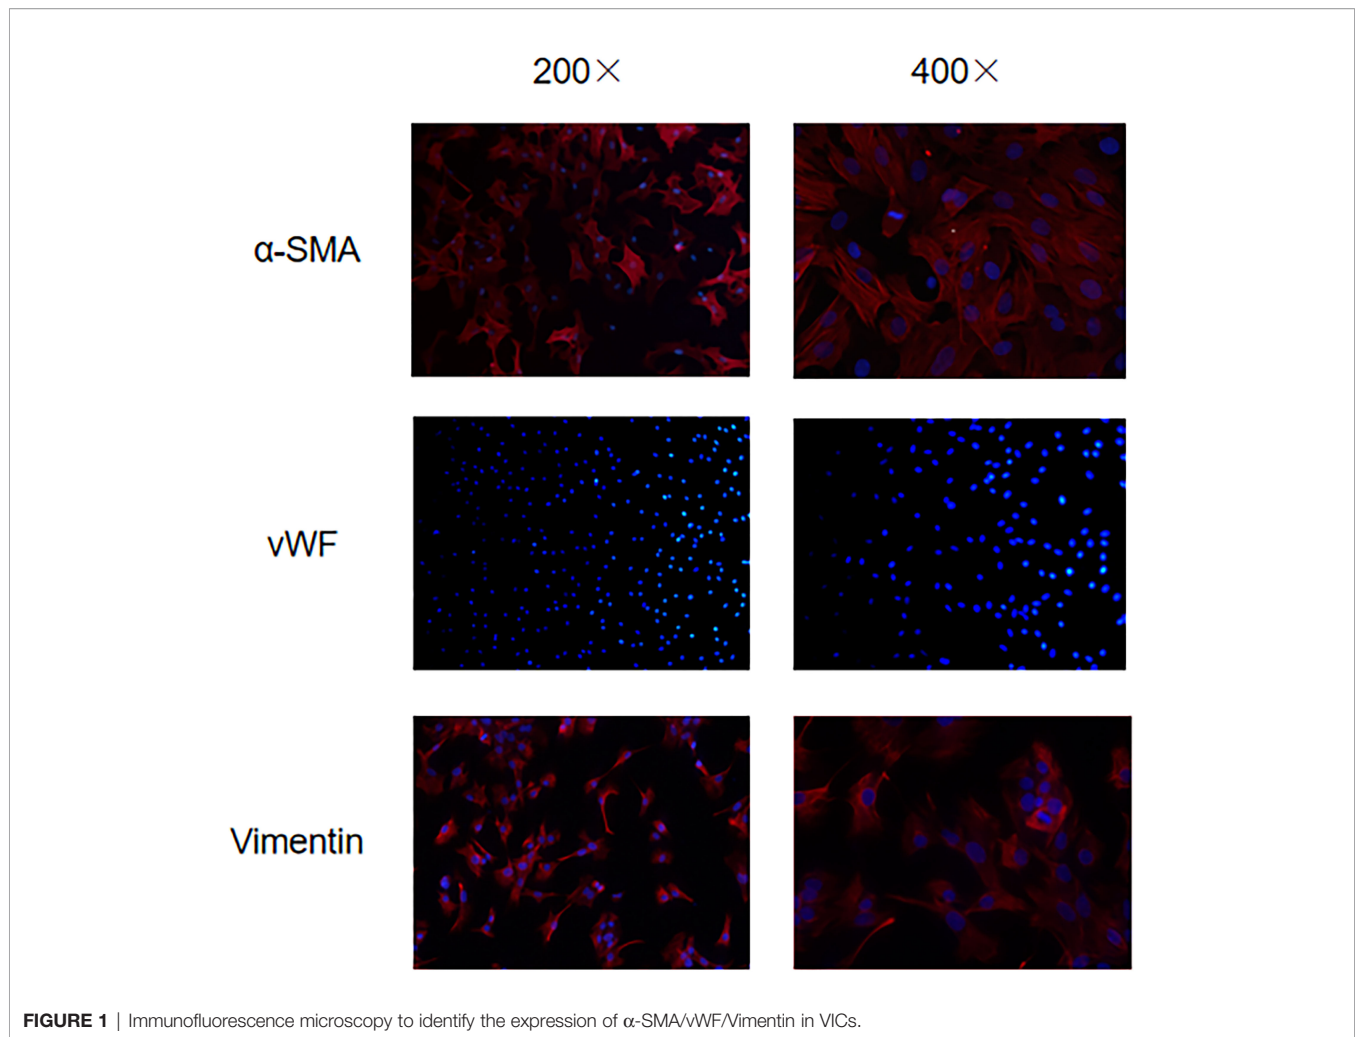 200×
400×
α-SMA
vWF
Vimentin
FIGURE 1 | Immunofluorescence microscopy to identify the expression of α-SMA/vWF/Vimentin in VICs.